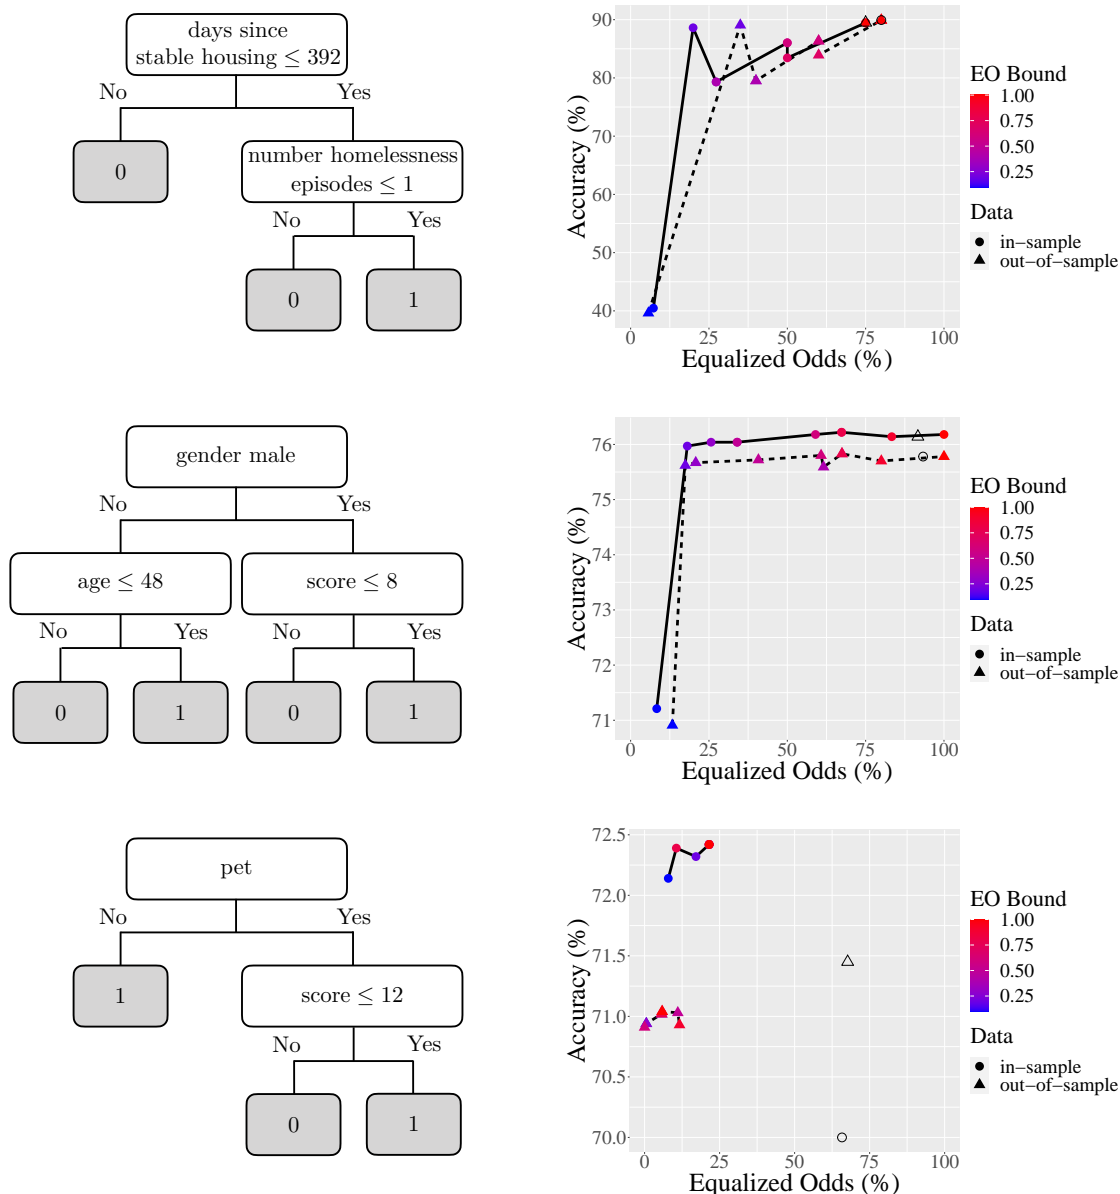 days since
stable housing ≤ 392
No
Yes
0
number homelessness
episodes ≤ 1
No
Yes
0
1
90
80
70
60
50
40
Accuracy (%)
0
25
50
75
100
Equalized Odds (%)
EO Bound
1.00
0.75
0.50
0.25
Data
in−sample
out−of−sample
gender male
No
Yes
age ≤ 48
score ≤ 8
No
Yes
No
Yes
0
1
0
1
76
75
74
73
72
71
Accuracy (%)
0
25
50
75
100
Equalized Odds (%)
EO Bound
1.00
0.75
0.50
0.25
Data
in−sample
out−of−sample
pet
No
Yes
1
score ≤ 12
No
Yes
0
1
72.5
72.0
71.5
71.0
70.5
70.0
Accuracy (%)
0
25
50
75
100
Equalized Odds (%)
EO Bound
1.00
0.75
0.50
0.25
Data
in−sample
out−of−sample